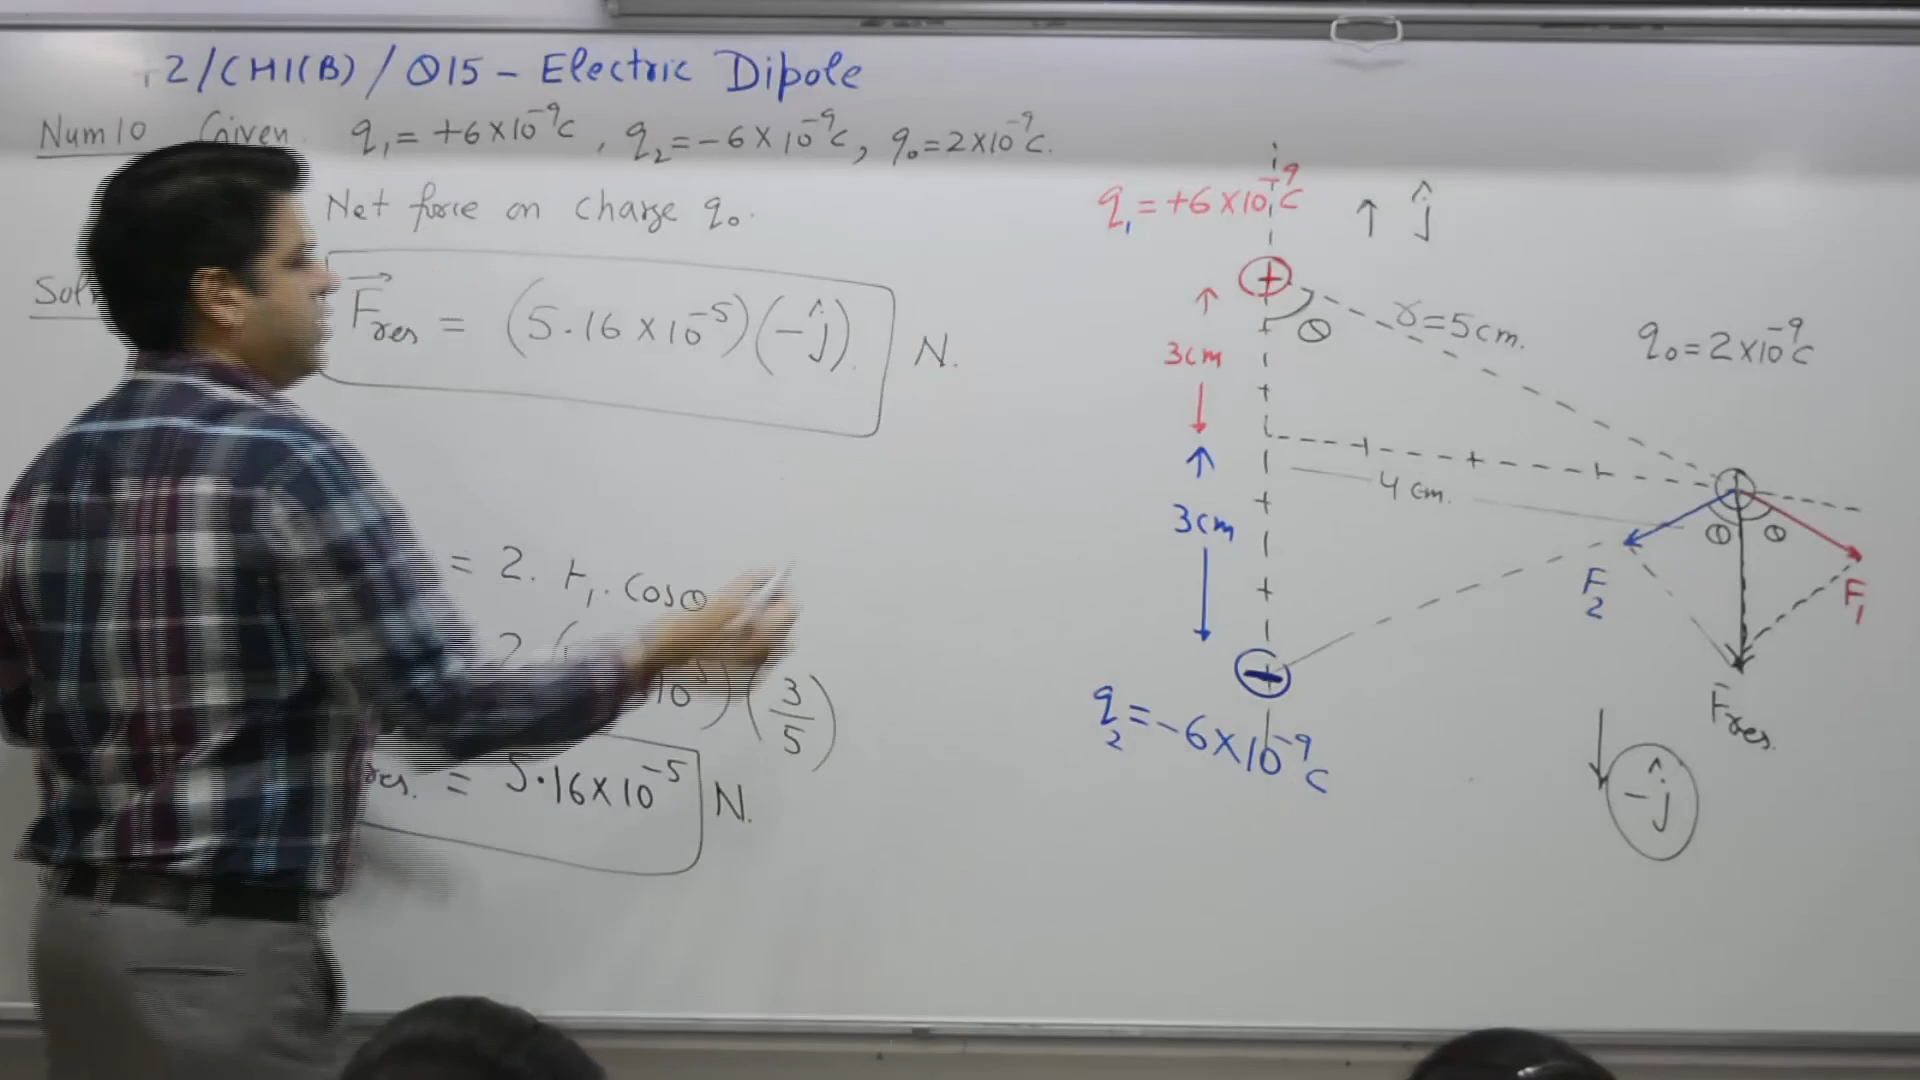 2/CH1(B)/Q15 - Electric Dipole
Num10 Given q₁ = +6×10⁻⁹C, q₂ = -6×10⁻⁹C, q₀ = 2×10⁻⁹C.
Net force on charge q₀.
F⃗res = (5.16×10⁻⁵)(-ĵ). N.
= 2. F₁. Cosθ
(3/5)
res. = 5.16×10⁻⁵ N.
q₁ = +6×10⁻⁹C
↑ ĵ
+
θ
r=5cm.
q₀ = 2×10⁻⁹C
3cm
4 cm.
3cm
θ θ
F₂
F₁
Fres.
−
q₂ = -6×10⁻⁹C
-ĵ